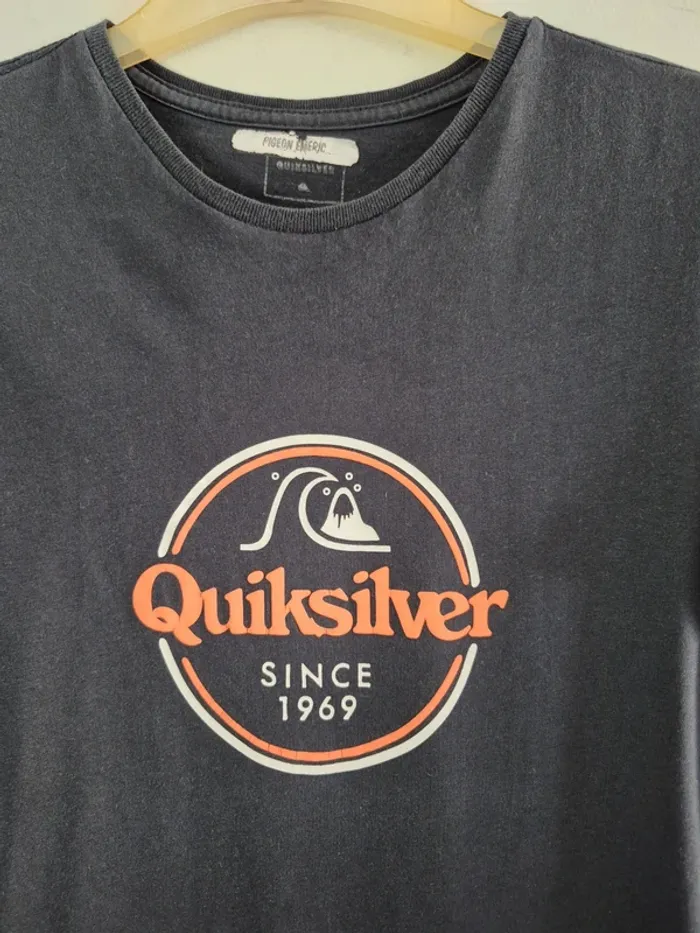 PIGEON EMERIC
QUIKSILVER
Quiksilver
SINCE
1969